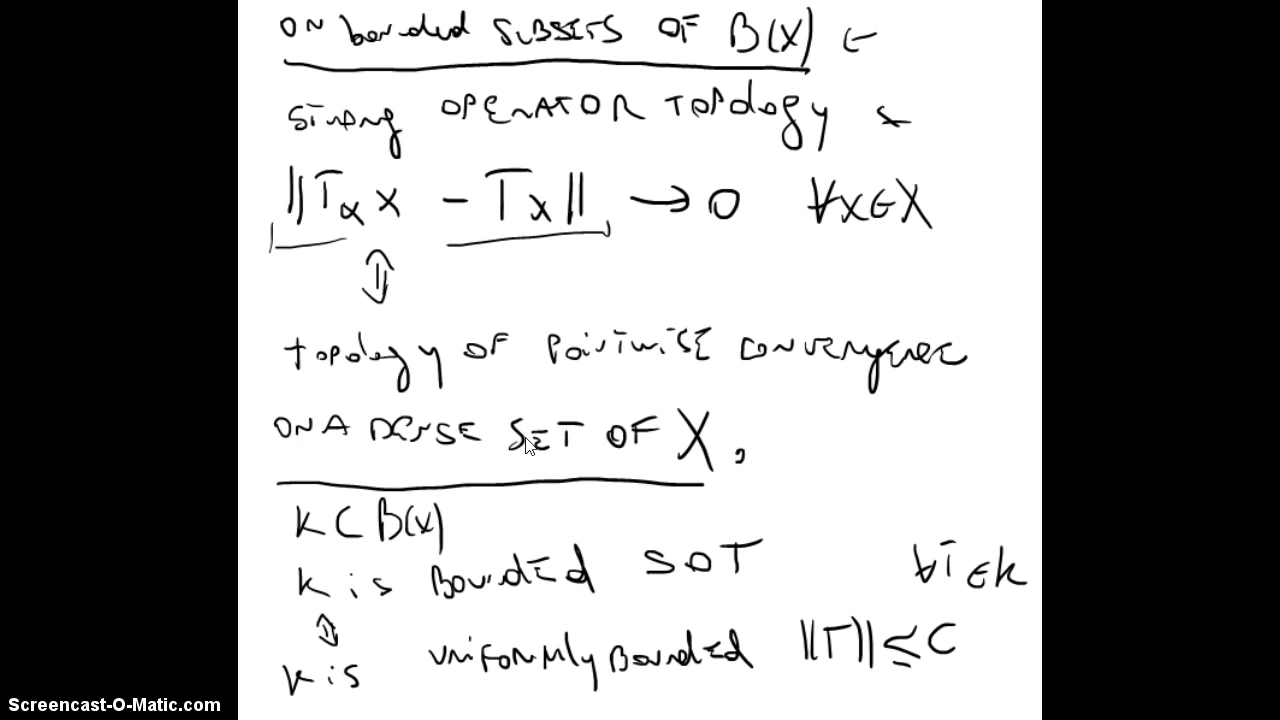 ON bounded SUBSETS OF B(X) ←
strong OPERATOR TOPOLOGY ←
||Tαx - Tx|| → 0 ∀x∈X
⇕
topology OF POINTWISE convergence
ON A DENSE SET OF X,
K ⊂ B(X)
K is BOUNDED SOT ∀T∈K
⇕
K is UNIFORMLY BOUNDED ||T|| ≤ C
Screencast-O-Matic.com